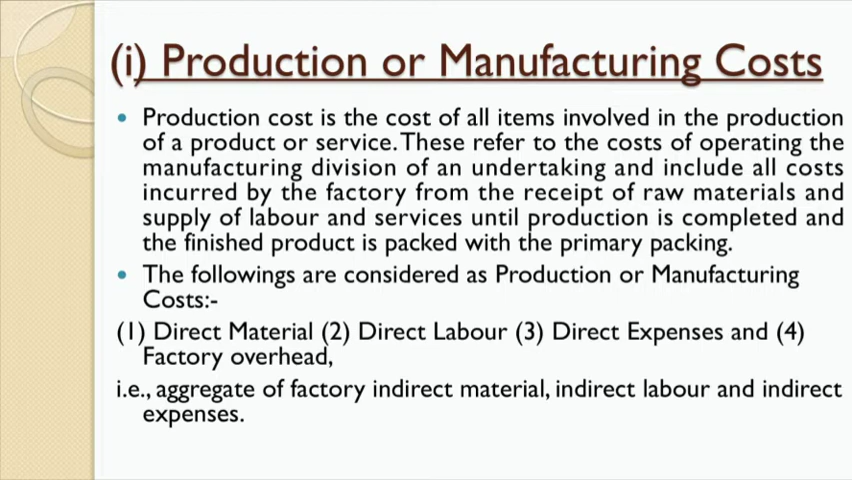 (i) Production or Manufacturing Costs
Production cost is the cost of all items involved in the production
of a product or service. These refer to the costs of operating the
manufacturing division of an undertaking and include all costs
incurred by the factory from the receipt of raw materials and
supply of labour and services until production is completed and
the finished product is packed with the primary packing.
The followings are considered as Production or Manufacturing
Costs:-
(1) Direct Material (2) Direct Labour (3) Direct Expenses and (4)
Factory overhead,
i.e., aggregate of factory indirect material, indirect labour and indirect
expenses.